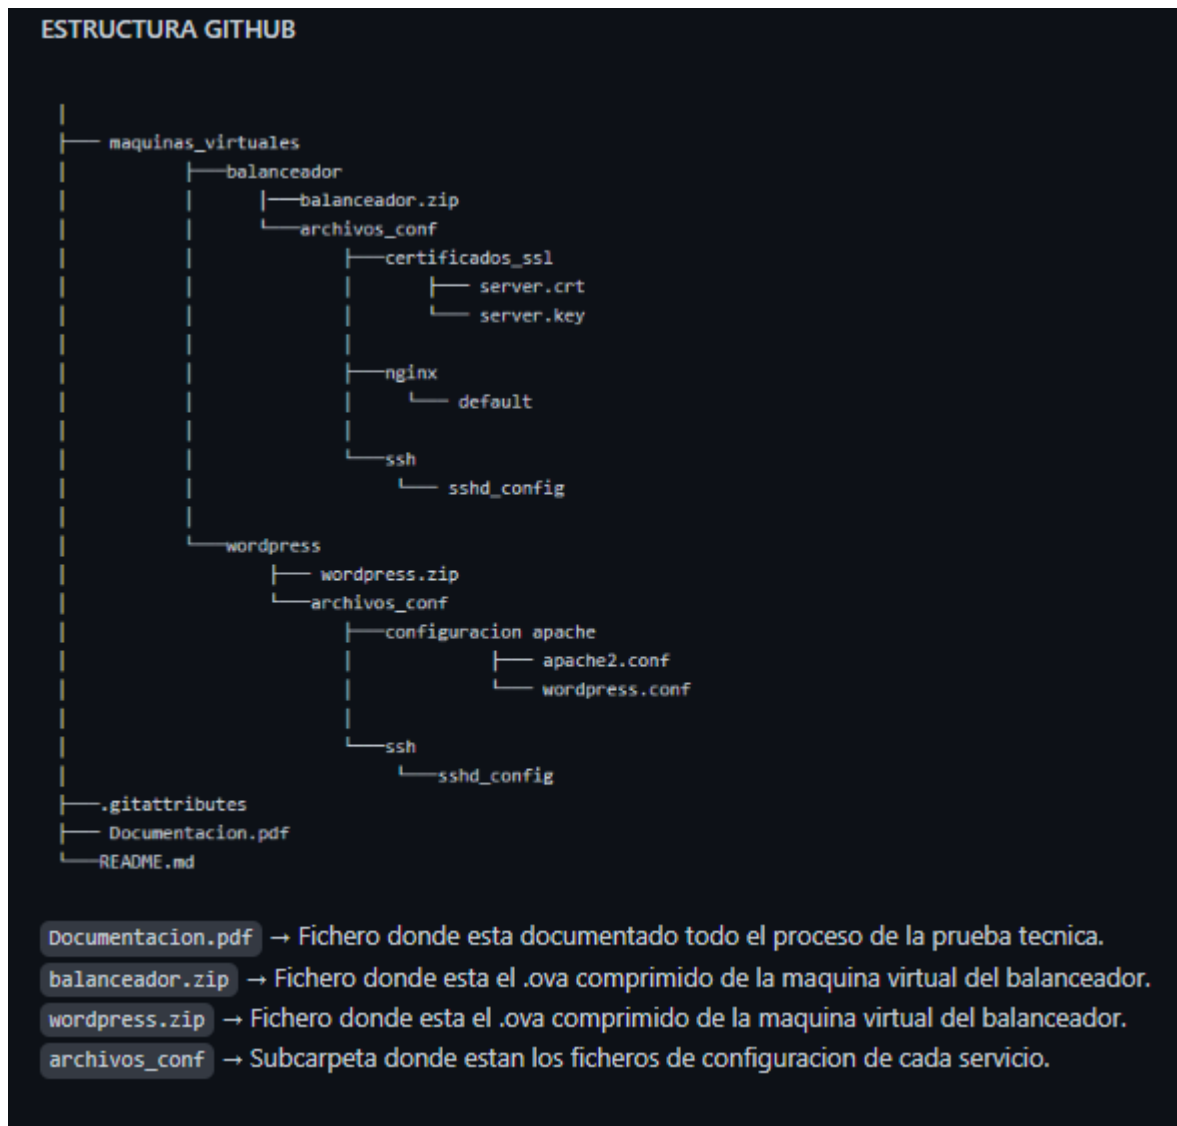 ESTRUCTURA GITHUB
│
├── maquinas_virtuales
│           ├──balanceador
│           │      |──balanceador.zip
│           │      └──archivos_conf
│           │              ├──certificados_ssl
│           │              │       ├── server.crt
│           │              │       └── server.key
│           │              │
│           │              ├──nginx
│           │              │     └── default
│           │              │
│           │              └──ssh
│           │                   └── sshd_config
│           │
│           └──wordpress
│                   ├── wordpress.zip
│                   └──archivos_conf
│                          ├──configuracion apache
│                          │             ├── apache2.conf
│                          │             └── wordpress.conf
│                          │
│                          └──ssh
│                               └──sshd_config
├──.gitattributes
├── Documentacion.pdf
└──README.md
Documentacion.pdf → Fichero donde esta documentado todo el proceso de la prueba tecnica.
balanceador.zip → Fichero donde esta el .ova comprimido de la maquina virtual del balanceador.
wordpress.zip → Fichero donde esta el .ova comprimido de la maquina virtual del balanceador.
archivos_conf → Subcarpeta donde estan los ficheros de configuracion de cada servicio.